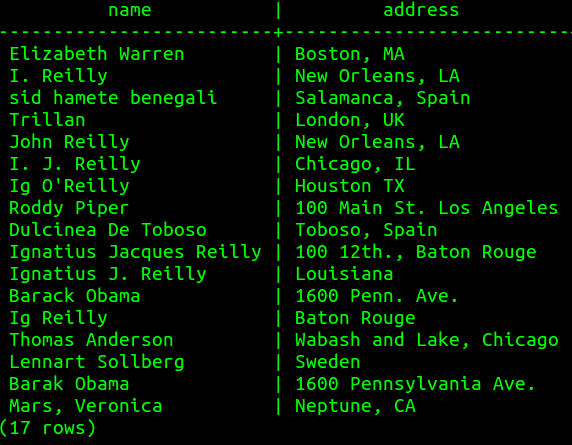 name | address
-------------------------+--------------------------
Elizabeth Warren | Boston, MA
I. Reilly | New Orleans, LA
sid hamete benegali | Salamanca, Spain
Trillan | London, UK
John Reilly | New Orleans, LA
I. J. Reilly | Chicago, IL
Ig O'Reilly | Houston TX
Roddy Piper | 100 Main St. Los Angeles
Dulcinea De Toboso | Toboso, Spain
Ignatius Jacques Reilly | 100 12th., Baton Rouge
Ignatius J. Reilly | Louisiana
Barack Obama | 1600 Penn. Ave.
Ig Reilly | Baton Rouge
Thomas Anderson | Wabash and Lake, Chicago
Lennart Sollberg | Sweden
Barak Obama | 1600 Pennsylvania Ave.
Mars, Veronica | Neptune, CA
(17 rows)